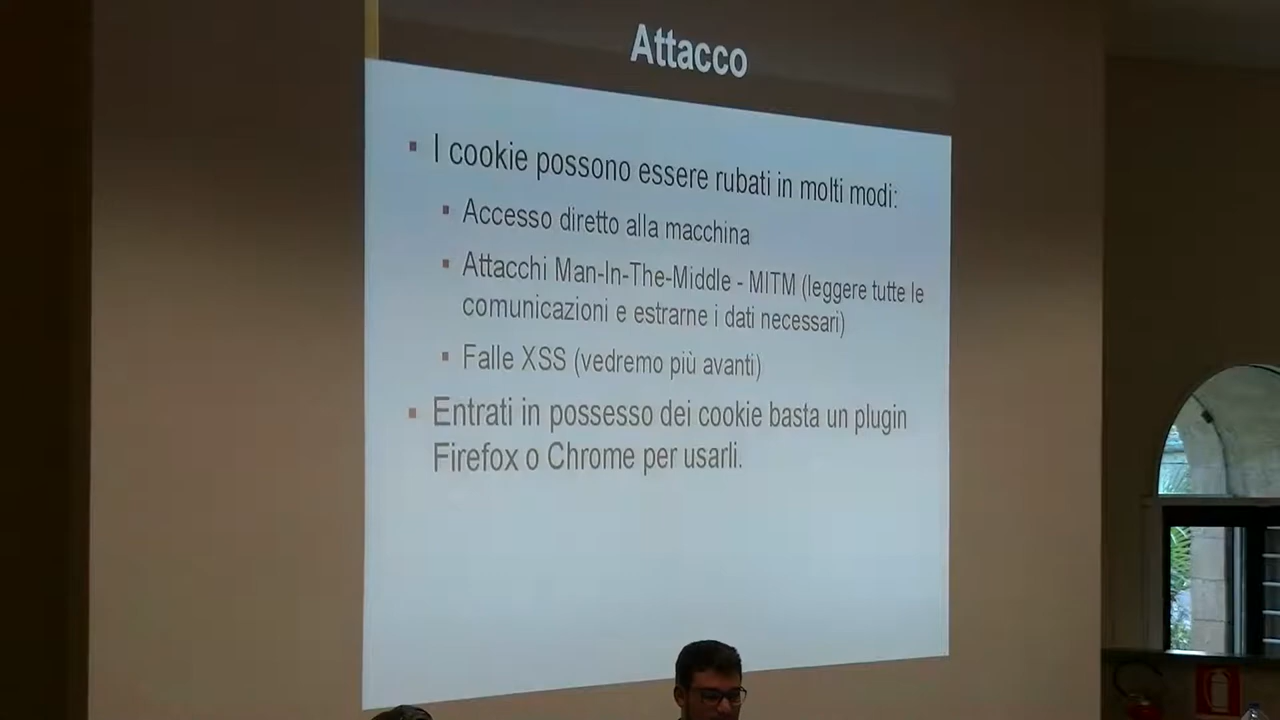 Attacco
I cookie possono essere rubati in molti modi:
Accesso diretto alla macchina
Attacchi Man-In-The-Middle - MITM (leggere tutte le
comunicazioni e estrarne i dati necessari)
Falle XSS (vedremo più avanti)
Entrati in possesso dei cookie basta un plugin
Firefox o Chrome per usarli.